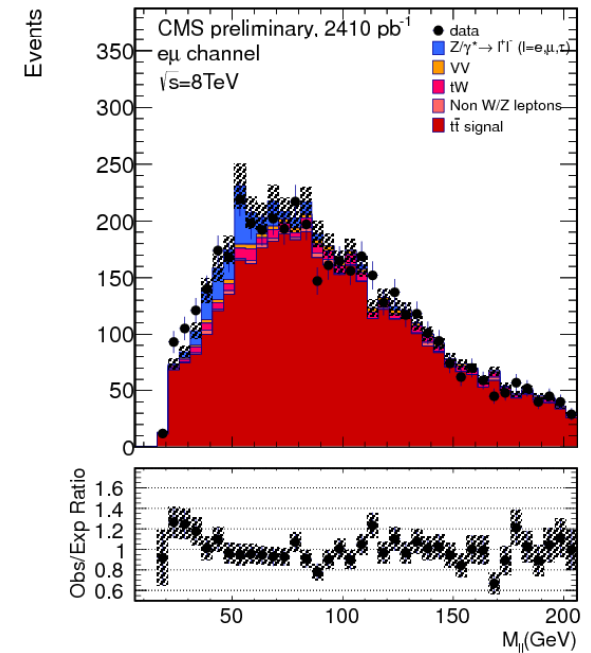 Events
CMS preliminary, 2410 pb⁻¹
eμ channel
√s=8TeV
data
Z/γ*→ l⁺l⁻ (l=e,μ,τ)
VV
tW
Non W/Z leptons
tt̄ signal
350
300
250
200
150
100
50
0
Obs/Exp Ratio
1.6
1.4
1.2
1
0.8
0.6
50
100
150
200
M_ll(GeV)